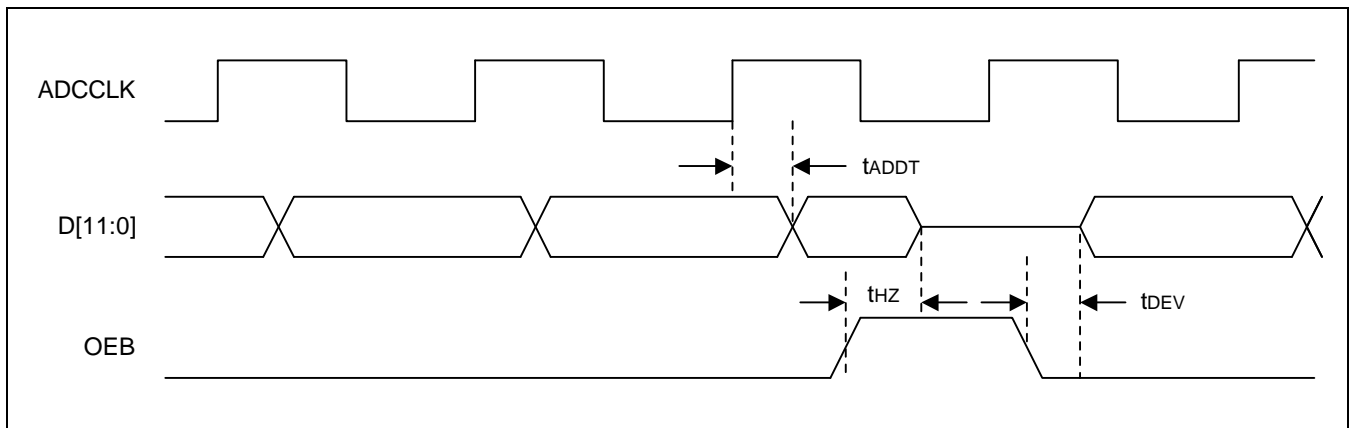 ADCCLK
tADDT
D[11:0]
tHZ
tDEV
OEB